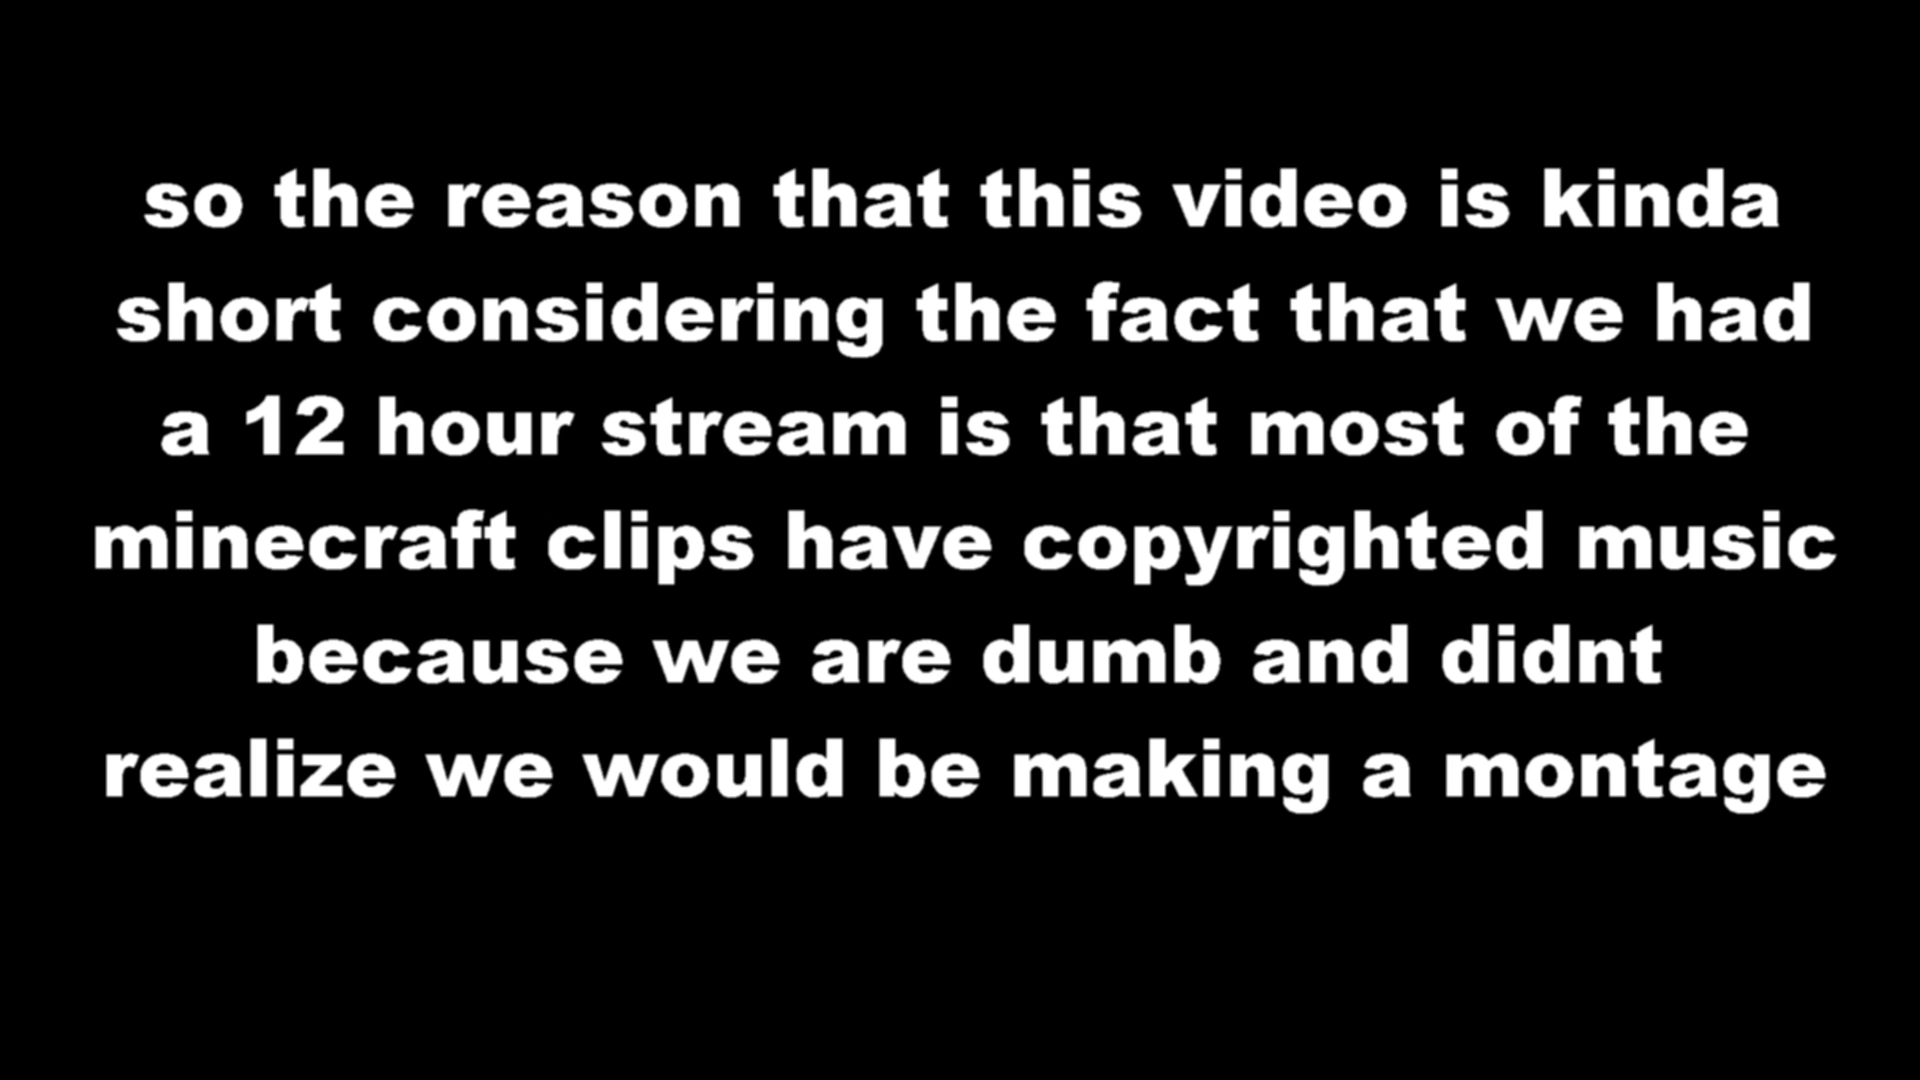 so the reason that this video is kinda
short considering the fact that we had
a 12 hour stream is that most of the
minecraft clips have copyrighted music
because we are dumb and didnt
realize we would be making a montage